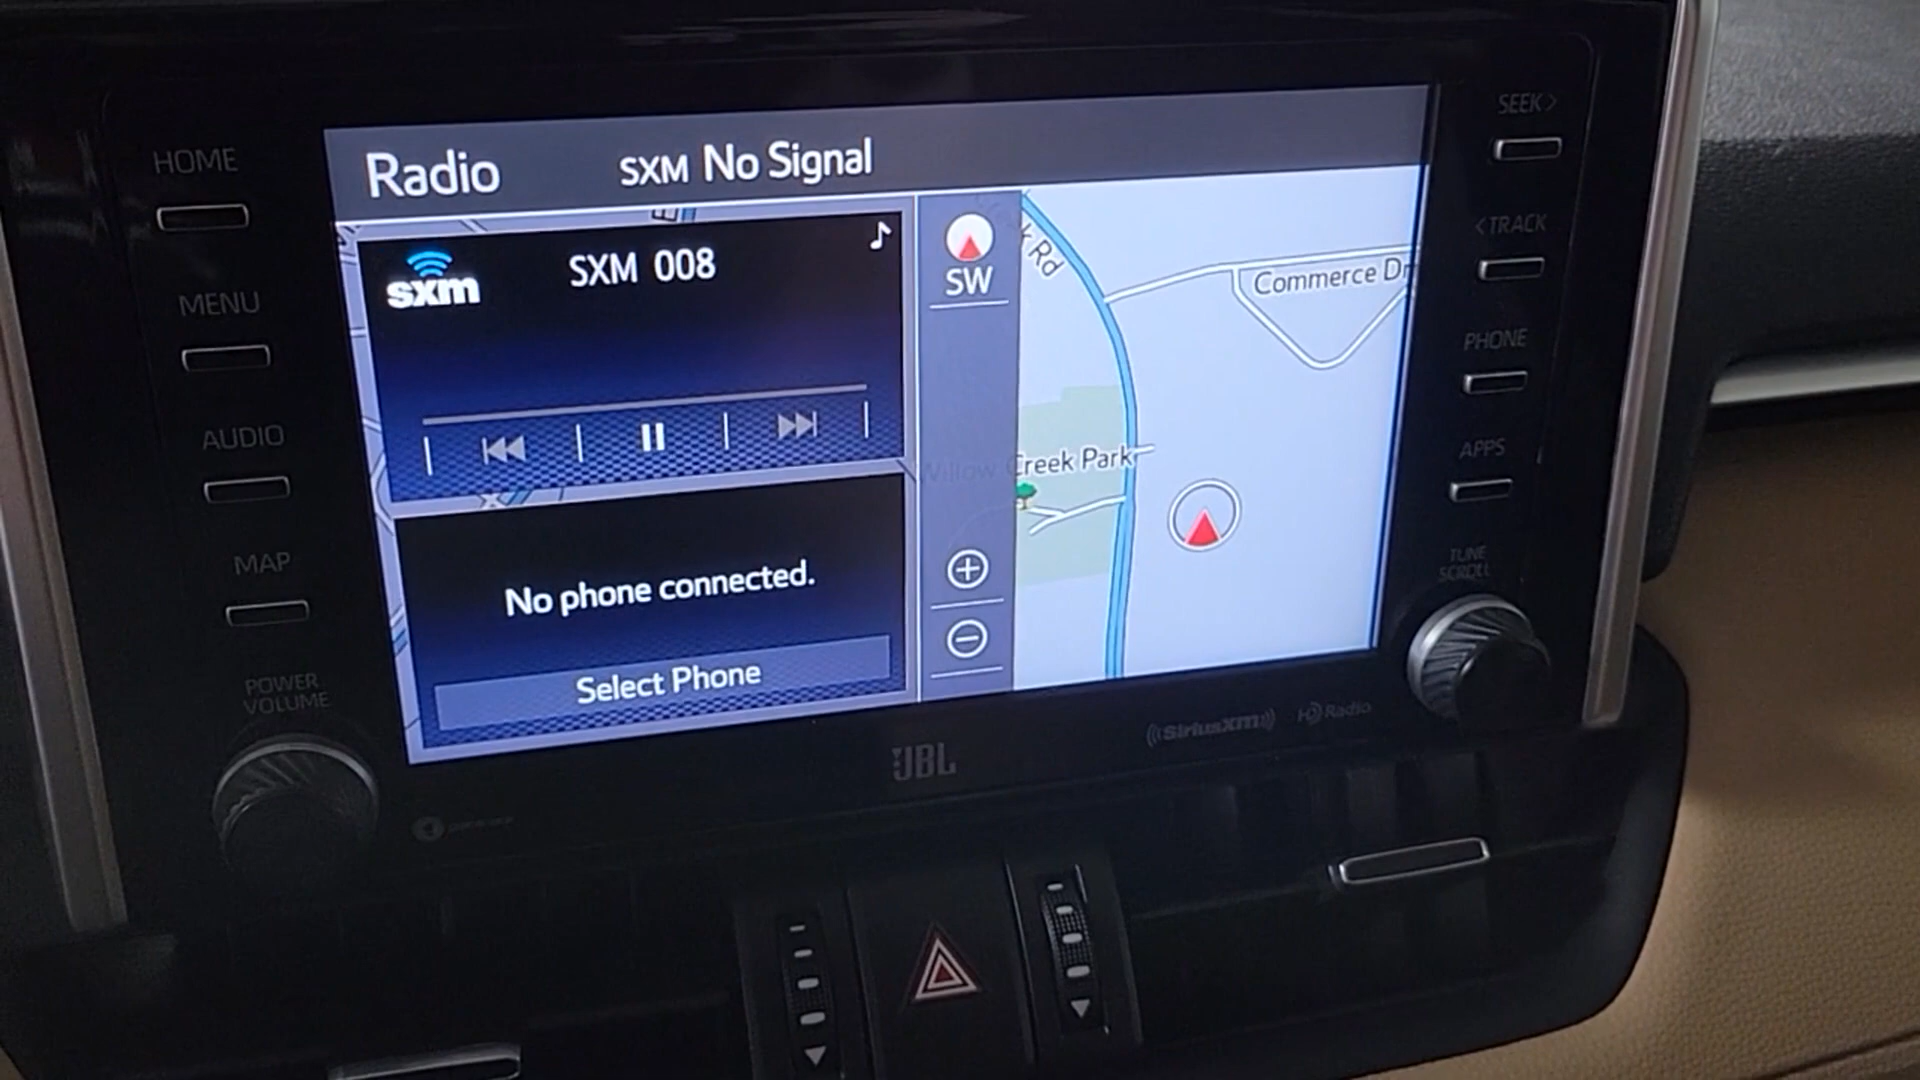 HOME
MENU
AUDIO
MAP
POWER
VOLUME
Radio
SXM No Signal
sxm
SXM 008
No phone connected.
Select Phone
SW
k Rd
Commerce Dr
Willow Creek Park
SEEK >
< TRACK
PHONE
APPS
TUNE
SCROLL
JBL
((SiriusXM))
HD Radio